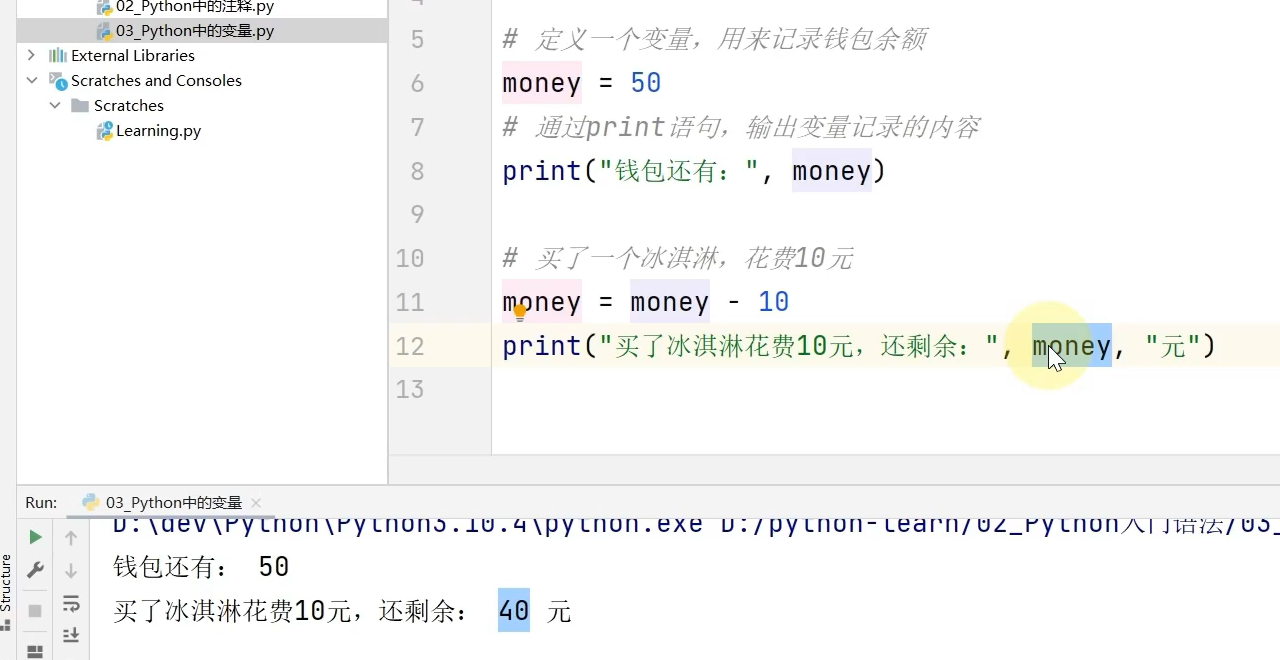 02_Python中的注释.py
03_Python中的变量.py
External Libraries
Scratches and Consoles
Scratches
Learning.py
5 # 定义一个变量，用来记录钱包余额
6 money = 50
7 # 通过print语句，输出变量记录的内容
8 print("钱包还有：", money)
9
10 # 买了一个冰淇淋，花费10元
11 money = money - 10
12 print("买了冰淇淋花费10元，还剩余：", money, "元")
13
Run: 03_Python中的变量
D:\dev\Python\Python3.10.4\python.exe D:/python-learn/02_Python入门语法/03_
钱包还有： 50
买了冰淇淋花费10元，还剩余： 40 元
Structure